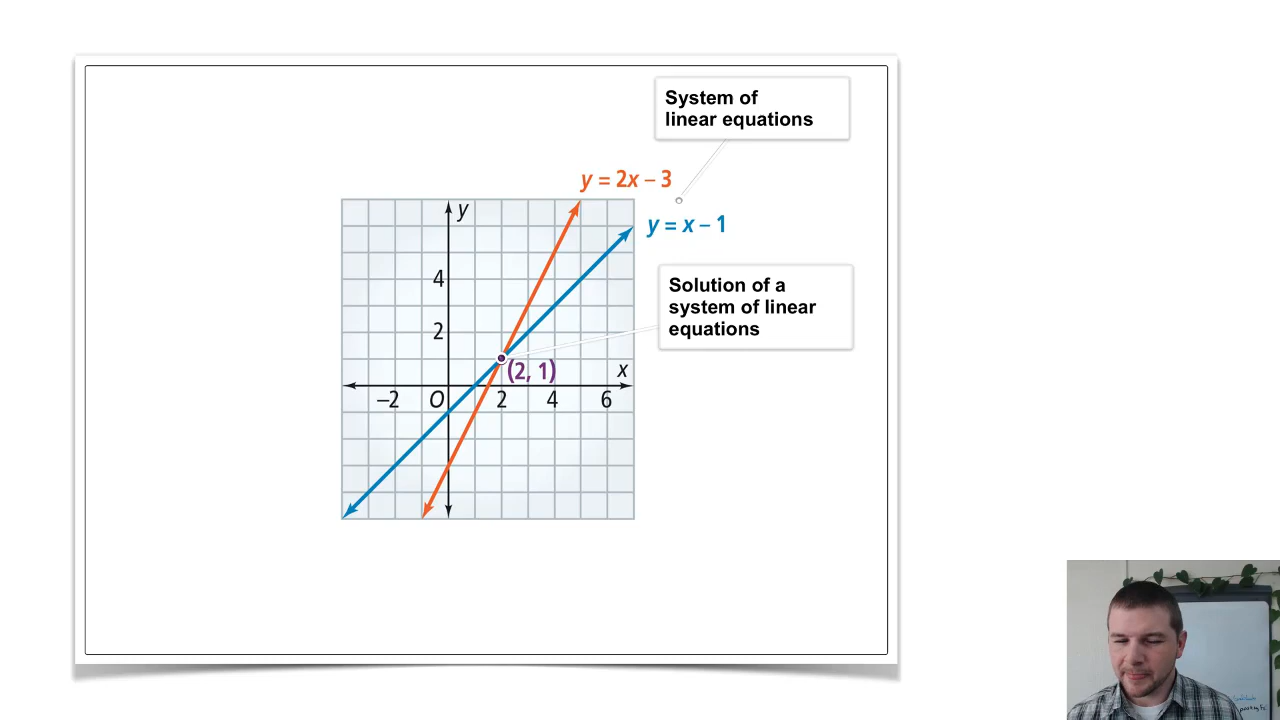 System of
linear equations
y = 2x – 3
y = x – 1
y
4
2
Solution of a
system of linear
equations
(2, 1)
x
–2
O
2
4
6